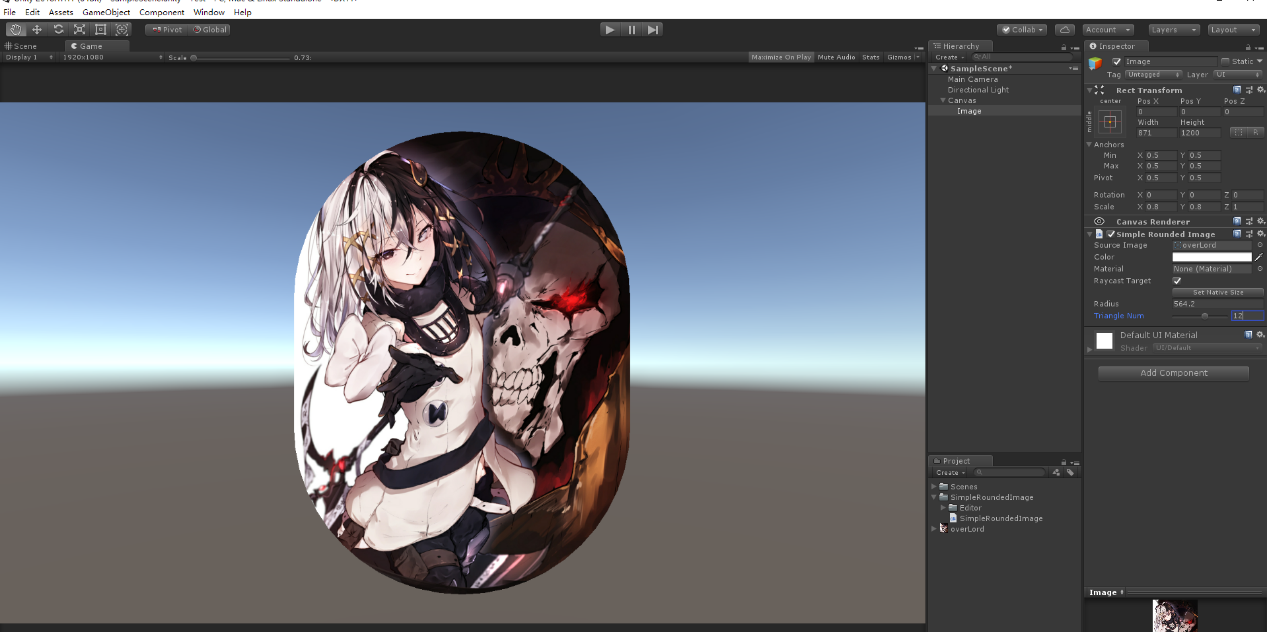 File Edit Assets GameObject Component Window Help
Pivot Global Collab Account Layers Layout
Scene Game
Display 1 1920x1080 Scale 0.73: Maximize On Play Mute Audio Stats Gizmos
Hierarchy
Create All
SampleScene*
Main Camera
Directional Light
Canvas
Image
Project
Create
Scenes
SimpleRoundedImage
Editor
SimpleRoundedImage
overLord
Inspector
Image Static
Tag Untagged Layer UI
Rect Transform
center Pos X Pos Y Pos Z
middle 0 0 0
Width Height
871 1200 R
Anchors
Min X 0.5 Y 0.5
Max X 0.5 Y 0.5
Pivot X 0.5 Y 0.5
Rotation X 0 Y 0 Z 0
Scale X 0.8 Y 0.8 Z 1
Canvas Renderer
Simple Rounded Image
Source Image overLord
Color
Material None (Material)
Raycast Target
Set Native Size
Radius 564.2
Triangle Num 12
Default UI Material
Shader UI/Default
Add Component
Image